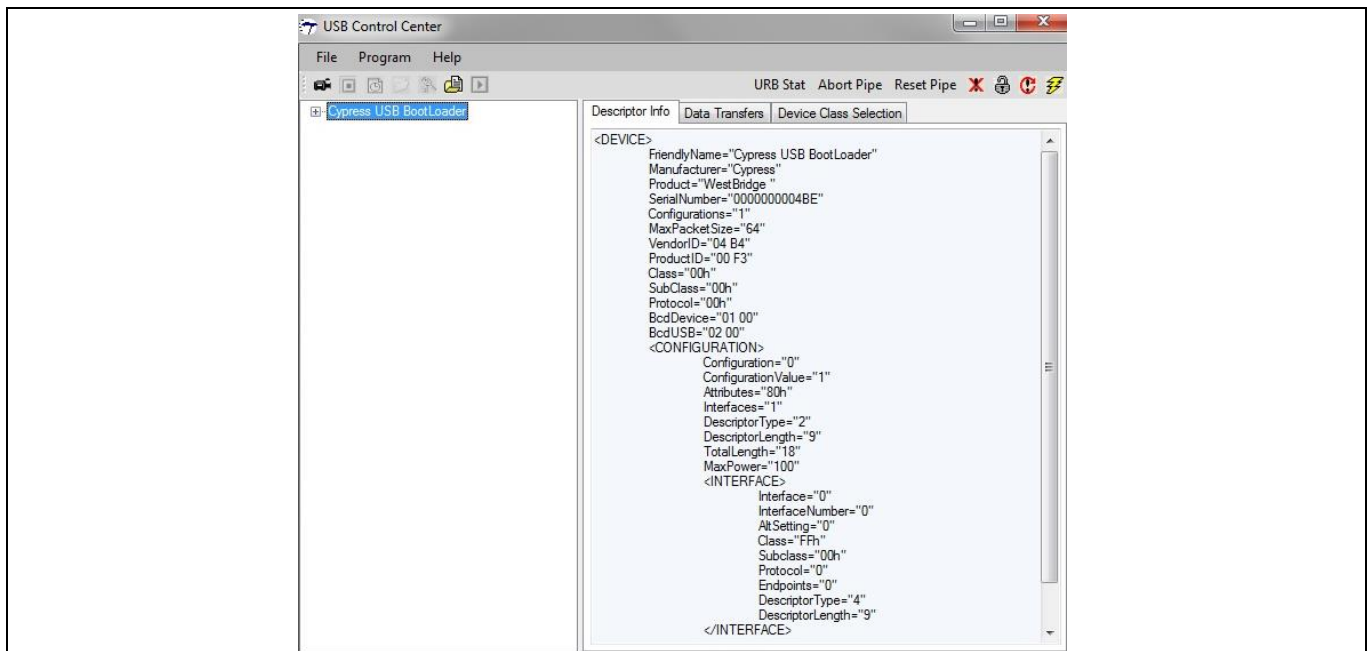 USB Control Center
File Program Help
URB Stat Abort Pipe Reset Pipe
Cypress USB BootLoader
Descriptor Info Data Transfers Device Class Selection
<DEVICE>
FriendlyName="Cypress USB BootLoader"
Manufacturer="Cypress"
Product="WestBridge "
SerialNumber="0000000004BE"
Configurations="1"
MaxPacketSize="64"
VendorID="04 B4"
ProductID="00 F3"
Class="00h"
SubClass="00h"
Protocol="00h"
BcdDevice="01 00"
BcdUSB="02 00"
<CONFIGURATION>
Configuration="0"
ConfigurationValue="1"
Attributes="80h"
Interfaces="1"
DescriptorType="2"
DescriptorLength="9"
TotalLength="18"
MaxPower="100"
<INTERFACE>
Interface="0"
InterfaceNumber="0"
AltSetting="0"
Class="FFh"
Subclass="00h"
Protocol="0"
Endpoints="0"
DescriptorType="4"
DescriptorLength="9"
</INTERFACE>